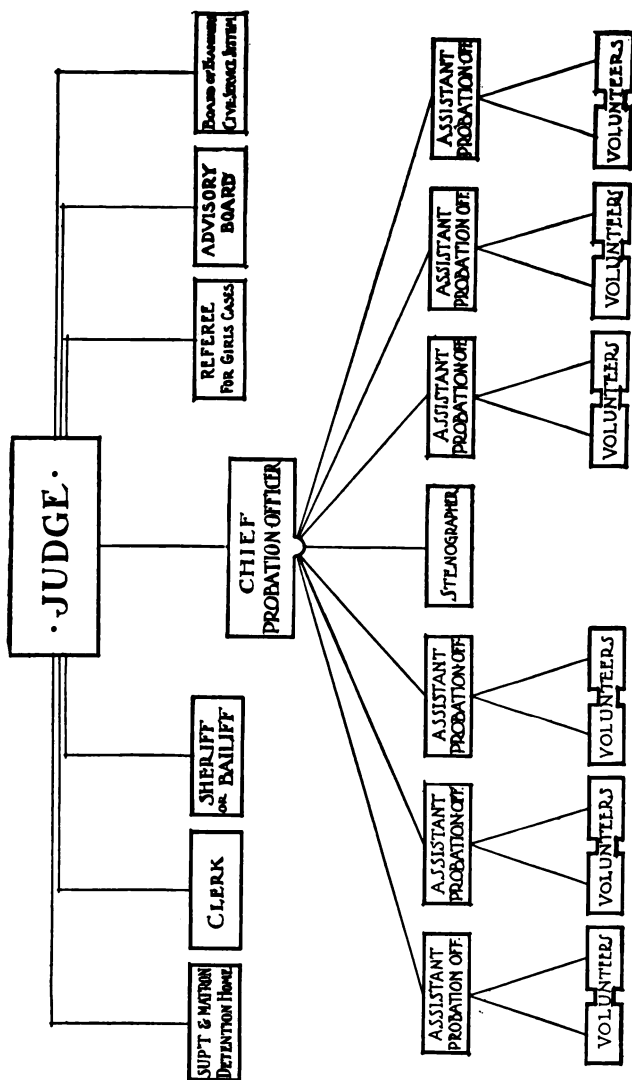 · JUDGE ·
SUP'T & MATRON
DETENTION HOME
CLERK
SHERIFF
OR BAILIFF
CHIEF
PROBATION OFFICER
REFEREE
FOR GIRLS CASES
ADVISORY
BOARD
BOARD OF EXAMINERS
CIVIL-SERVICE SYSTEM
ASSISTANT
PROBATION OFF.
ASSISTANT
PROBATION OFF.
ASSISTANT
PROBATION OFF.
STENOGRAPHER
ASSISTANT
PROBATION OFF.
ASSISTANT
PROBATION OFF.
ASSISTANT
PROBATION OFF.
VOLUNTEERS
VOLUNTEERS
VOLUNTEERS
VOLUNTEERS
VOLUNTEERS
VOLUNTEERS
VOLUNTEERS
VOLUNTEERS
VOLUNTEERS
VOLUNTEERS
VOLUNTEERS
VOLUNTEERS